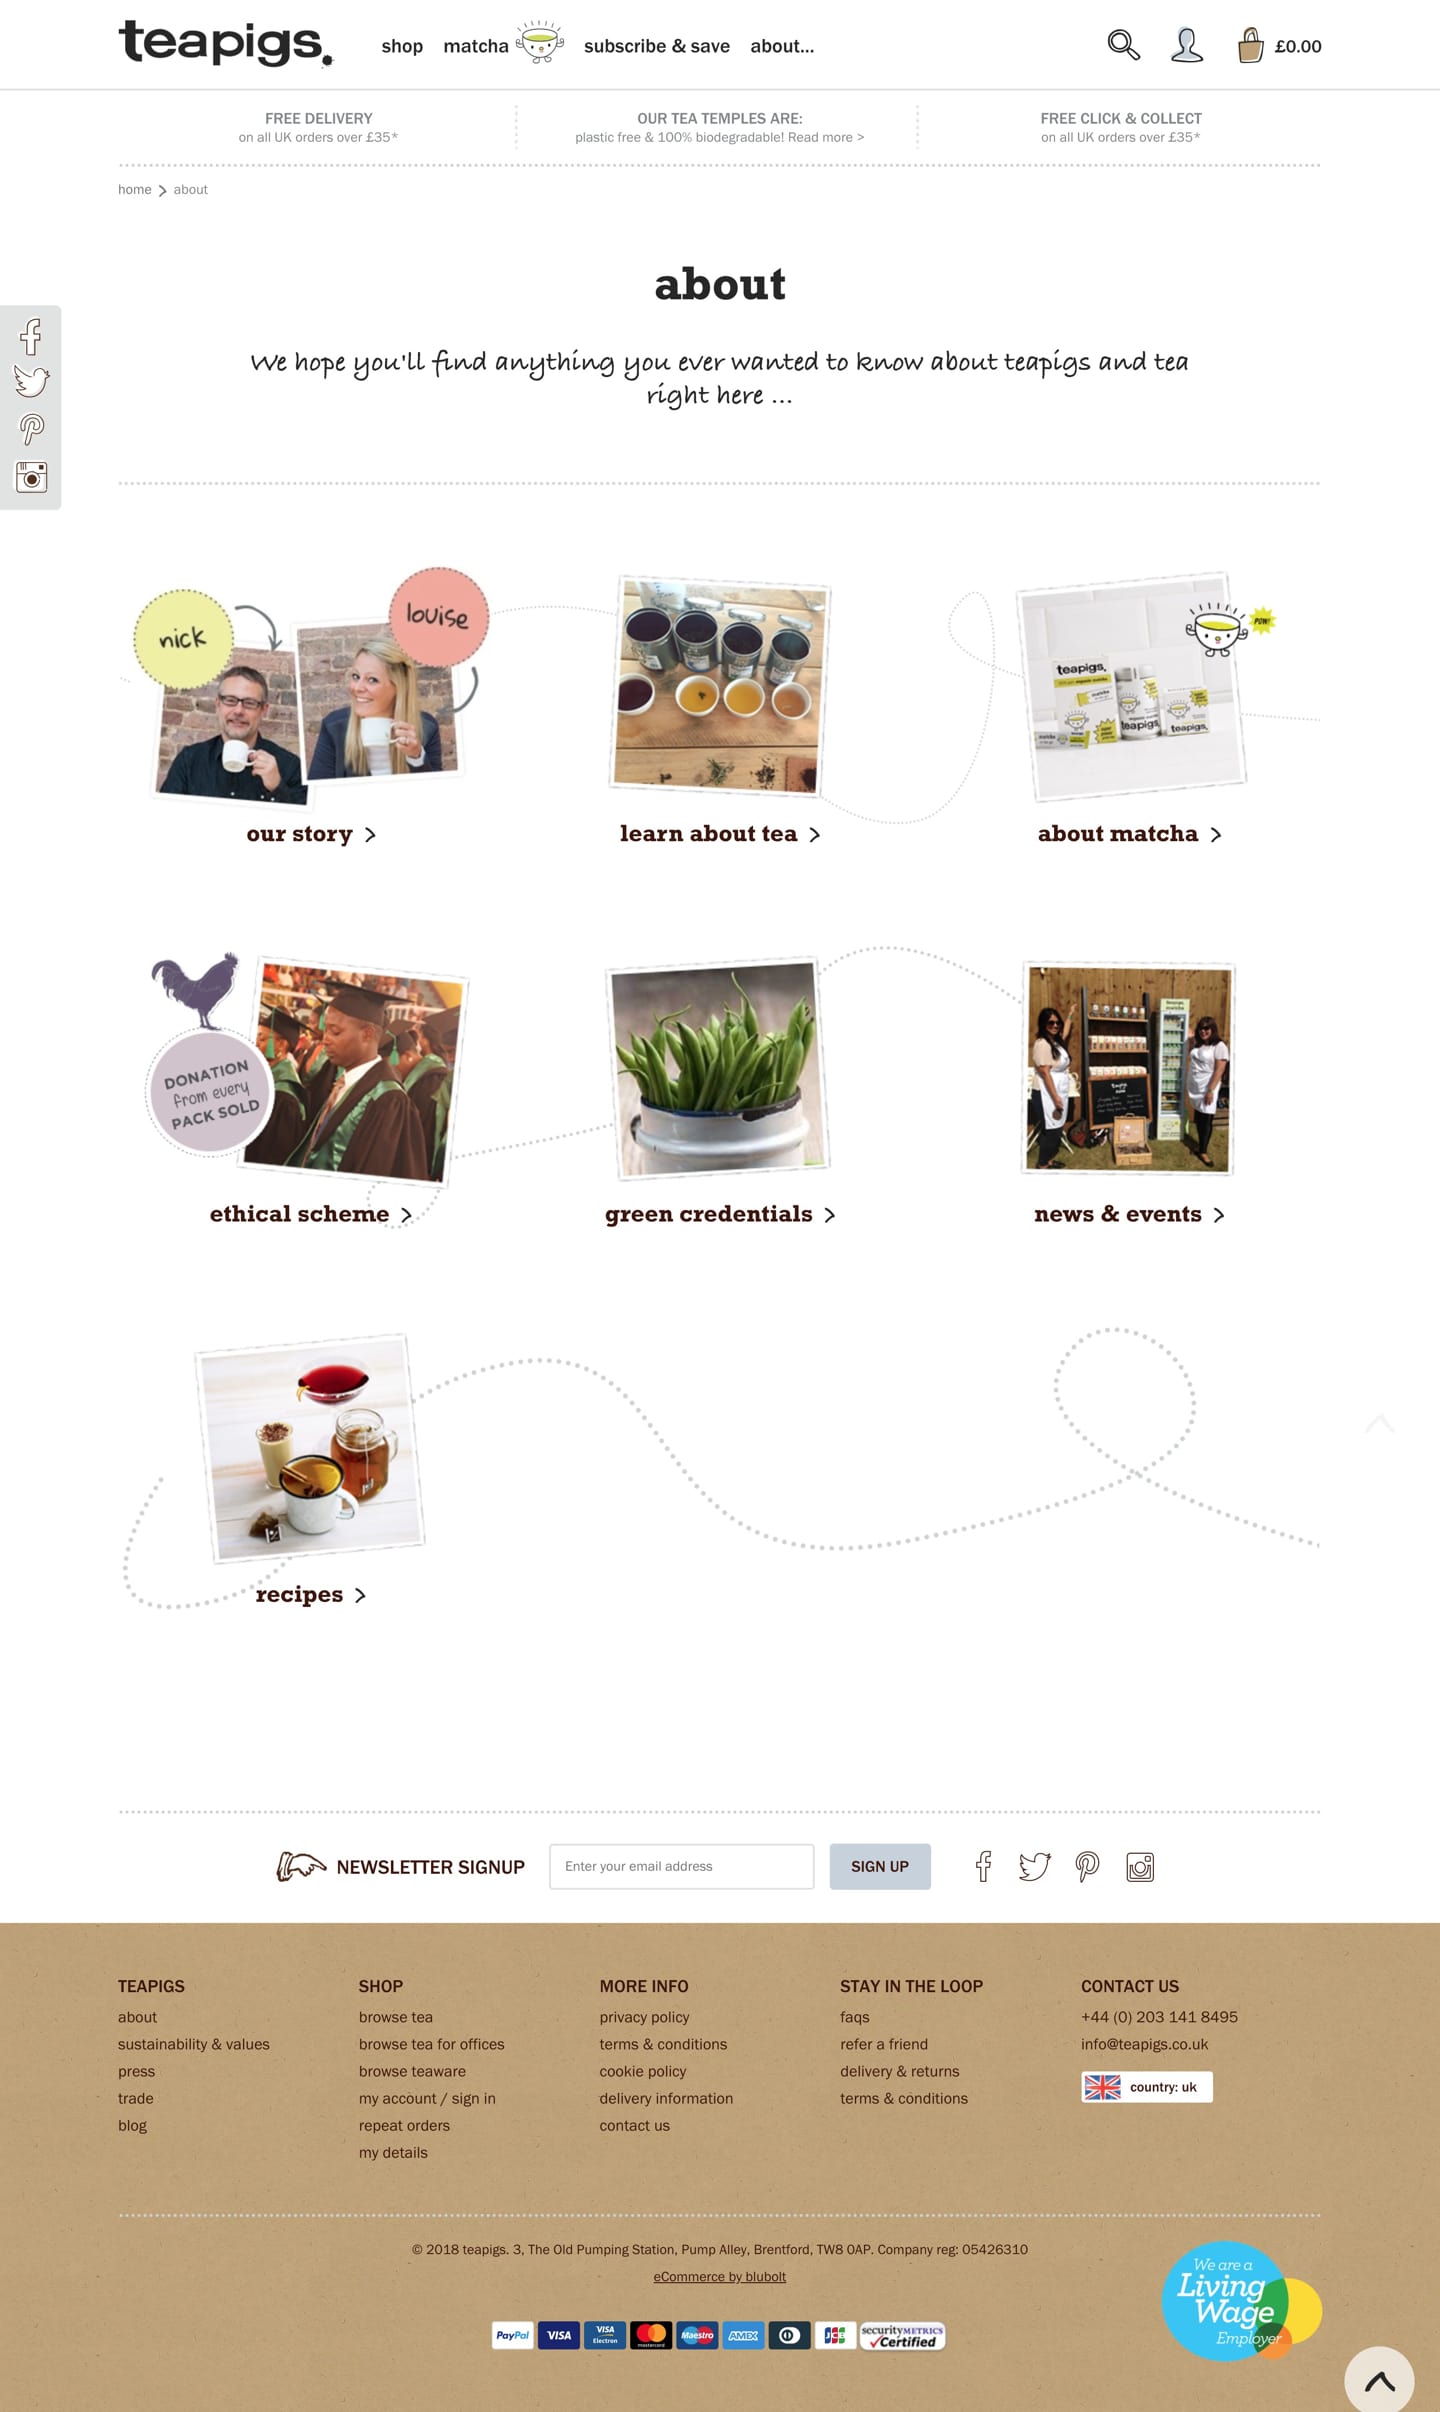 teapigs.
shop
matcha
subscribe & save
about...
£0.00
FREE DELIVERY
on all UK orders over £35*
OUR TEA TEMPLES ARE:
plastic free & 100% biodegradable! Read more >
FREE CLICK & COLLECT
on all UK orders over £35*
home > about
about
We hope you'll find anything you ever wanted to know about teapigs and tea
right here ...
nick
louise
POW!
teapigs.
matcha
teapigs.
teapigs.
our story >
learn about tea >
about matcha >
DONATION
from every
PACK SOLD
teapigs.
matcha
ethical scheme >
green credentials >
news & events >
recipes >
NEWSLETTER SIGNUP
Enter your email address
SIGN UP
TEAPIGS
about
sustainability & values
press
trade
blog
SHOP
browse tea
browse tea for offices
browse teaware
my account / sign in
repeat orders
my details
MORE INFO
privacy policy
terms & conditions
cookie policy
delivery information
contact us
STAY IN THE LOOP
faqs
refer a friend
delivery & returns
terms & conditions
CONTACT US
+44 (0) 203 141 8495
info@teapigs.co.uk
country: uk
© 2018 teapigs. 3, The Old Pumping Station, Pump Alley, Brentford, TW8 0AP. Company reg: 05426310
eCommerce by blubolt
PayPal
VISA
VISA
Electron
mastercard
Maestro
AMEX
JCB
securityMETRICS
Certified
We are a
Living
Wage
Employer